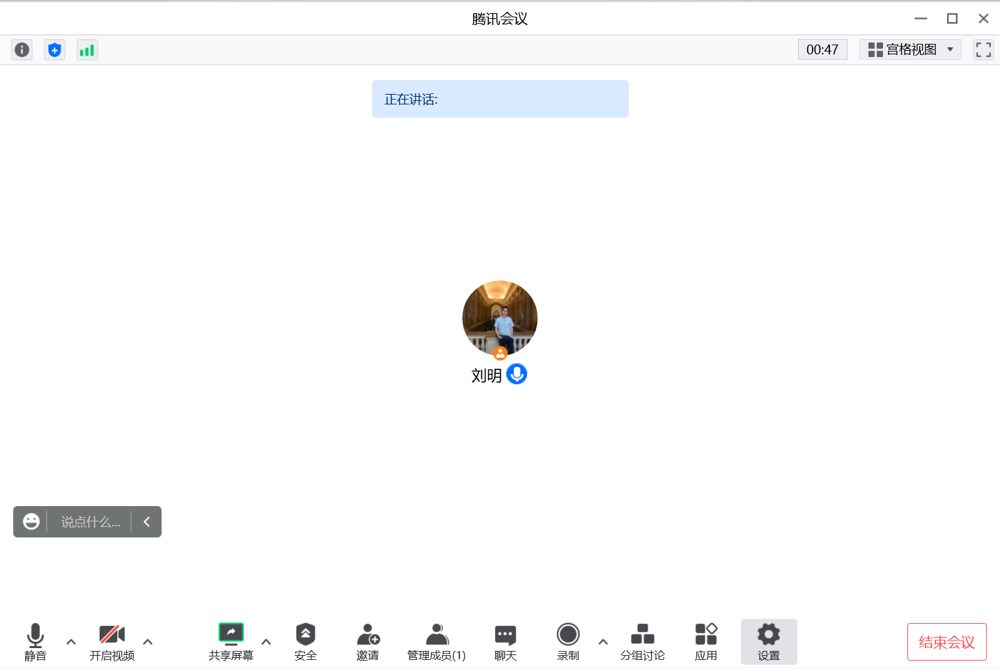 腾讯会议
00:47
宫格视图
正在讲话:
刘明
说点什么...
静音
开启视频
共享屏幕
安全
邀请
管理成员(1)
聊天
录制
分组讨论
应用
设置
结束会议